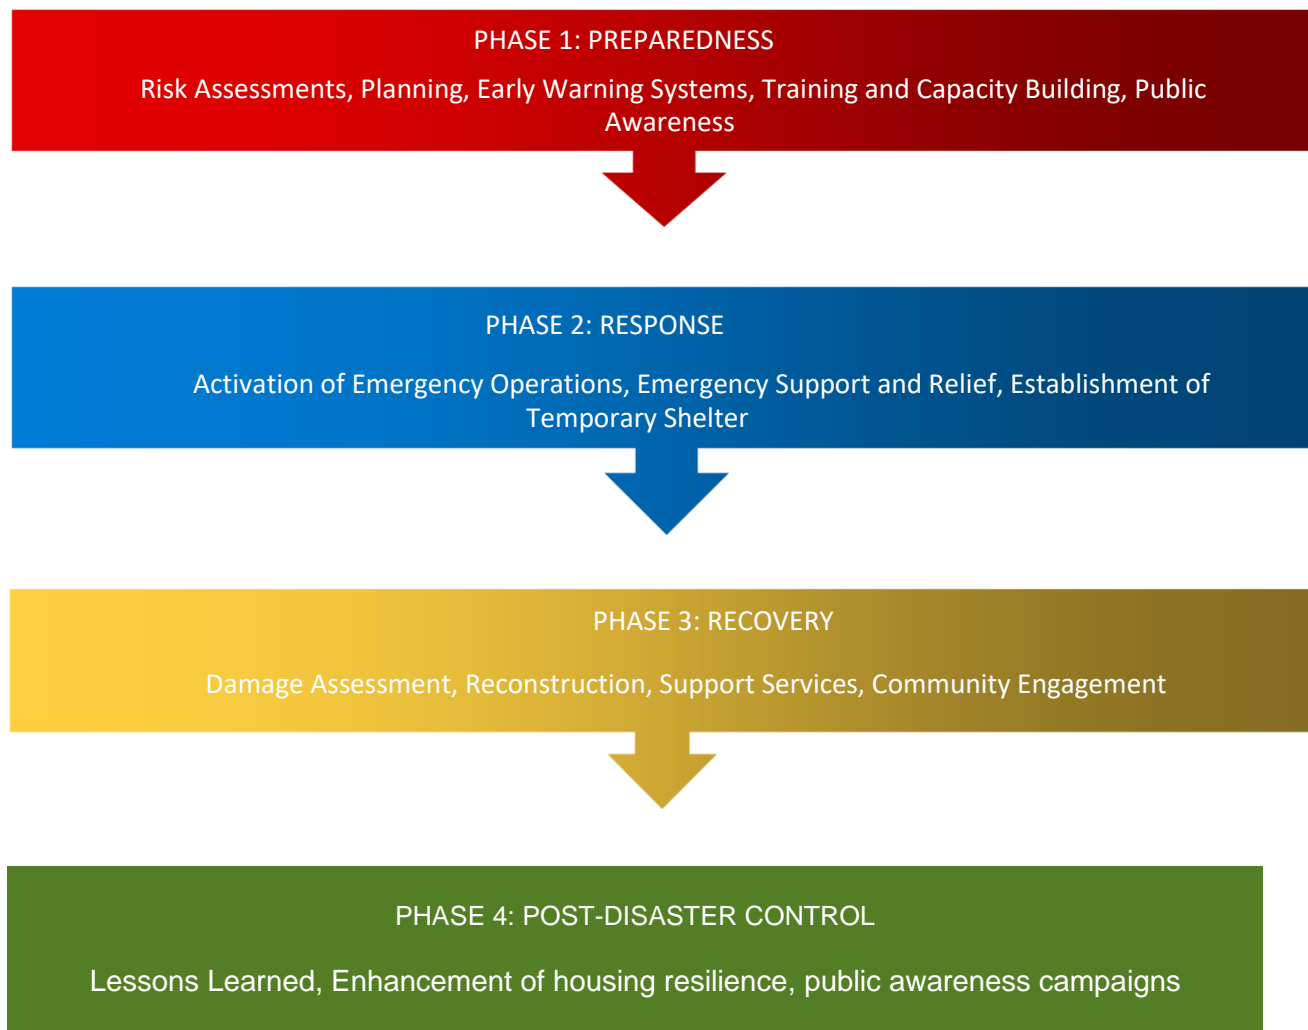 PHASE 1: PREPAREDNESS
Risk Assessments, Planning, Early Warning Systems, Training and Capacity Building, Public
Awareness
PHASE 2: RESPONSE
Activation of Emergency Operations, Emergency Support and Relief, Establishment of
Temporary Shelter
PHASE 3: RECOVERY
Damage Assessment, Reconstruction, Support Services, Community Engagement
PHASE 4: POST-DISASTER CONTROL
Lessons Learned, Enhancement of housing resilience, public awareness campaigns